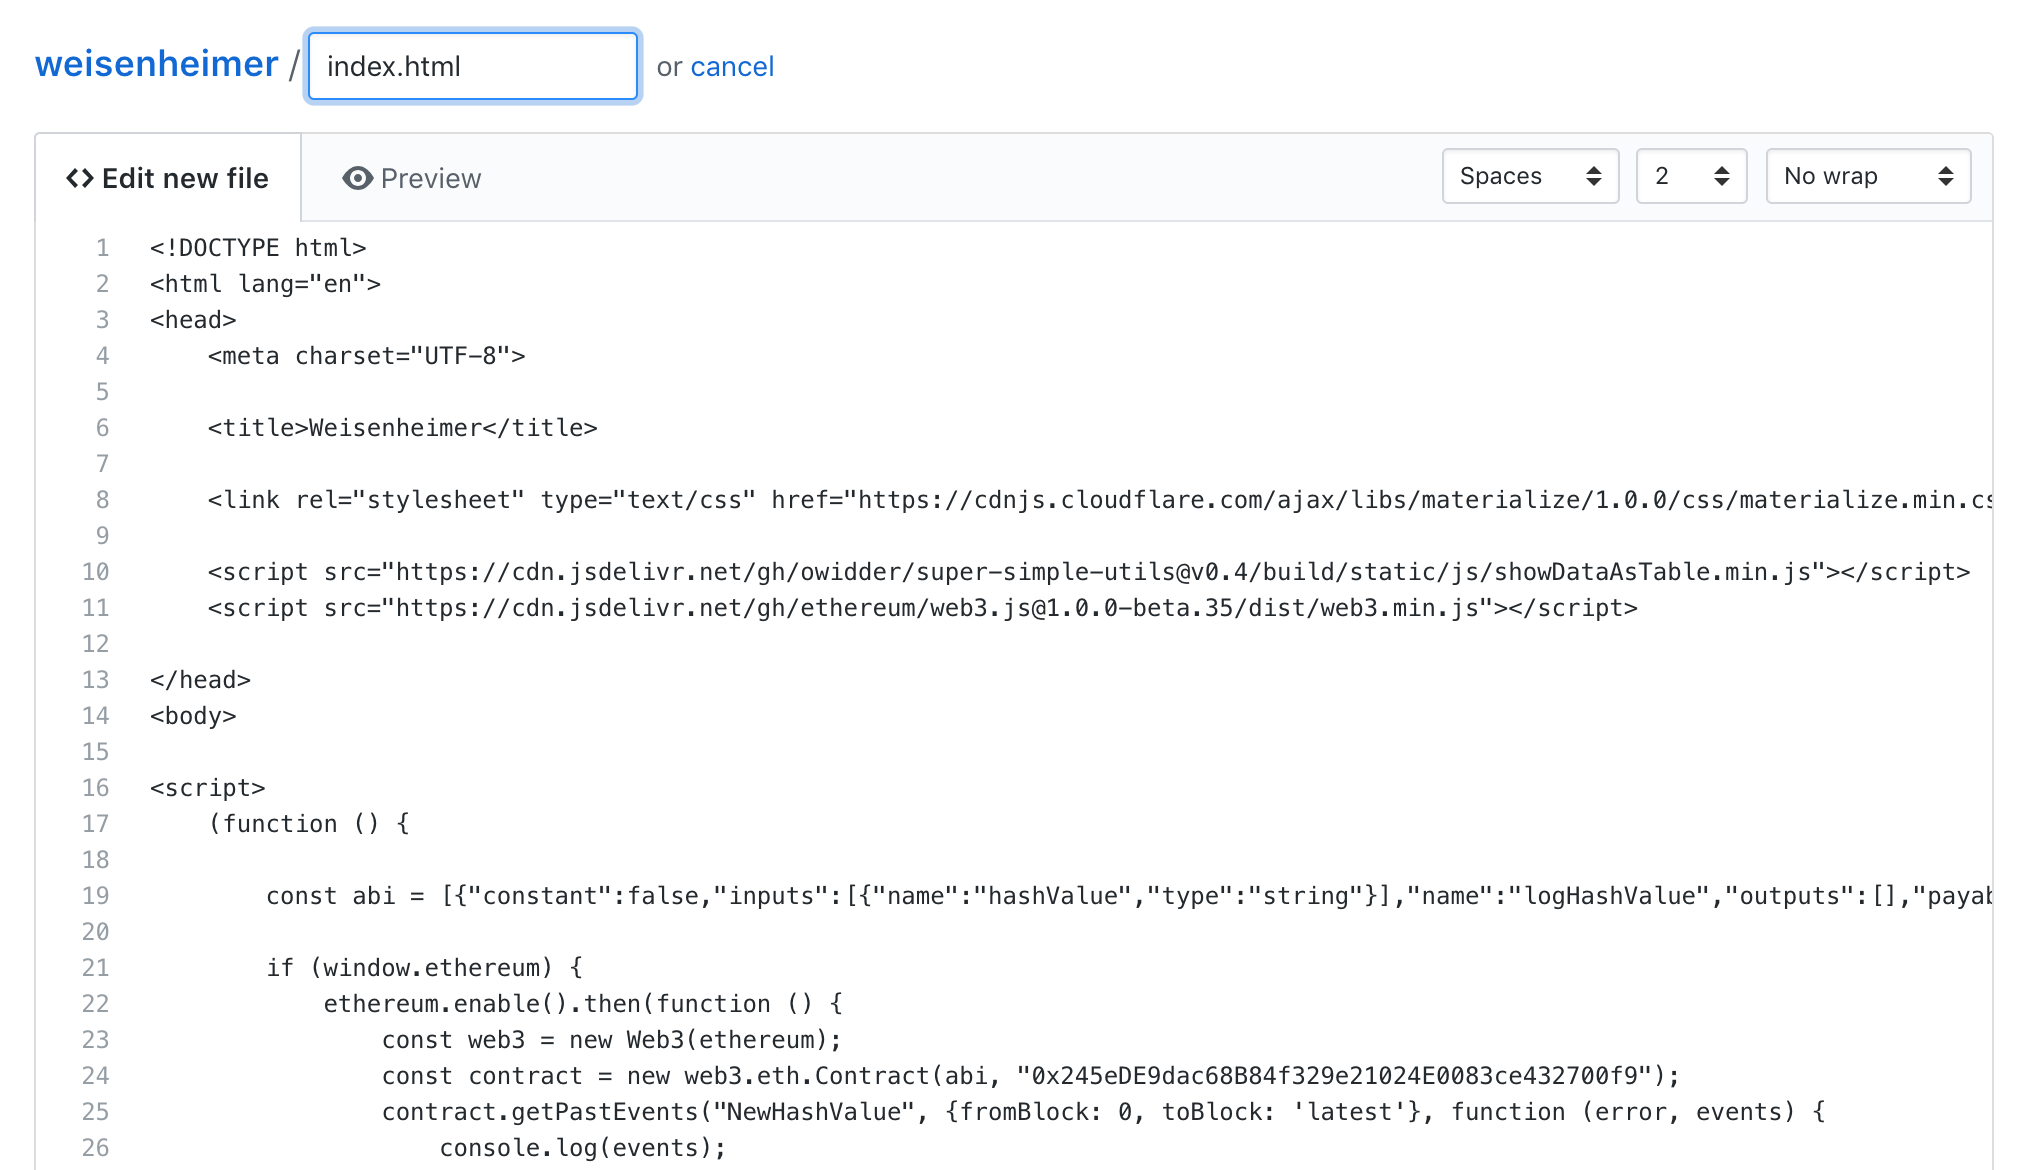 weisenheimer / index.html or cancel
<> Edit new file Preview Spaces 2 No wrap
1 <!DOCTYPE html>
2 <html lang="en">
3 <head>
4     <meta charset="UTF-8">
5
6     <title>Weisenheimer</title>
7
8     <link rel="stylesheet" type="text/css" href="https://cdnjs.cloudflare.com/ajax/libs/materialize/1.0.0/css/materialize.min.cs
9
10     <script src="https://cdn.jsdelivr.net/gh/owidder/super-simple-utils@v0.4/build/static/js/showDataAsTable.min.js"></script>
11     <script src="https://cdn.jsdelivr.net/gh/ethereum/web3.js@1.0.0-beta.35/dist/web3.min.js"></script>
12
13 </head>
14 <body>
15
16 <script>
17     (function () {
18
19         const abi = [{"constant":false,"inputs":[{"name":"hashValue","type":"string"}],"name":"logHashValue","outputs":[],"payab
20
21         if (window.ethereum) {
22             ethereum.enable().then(function () {
23                 const web3 = new Web3(ethereum);
24                 const contract = new web3.eth.Contract(abi, "0x245eDE9dac68B84f329e21024E0083ce432700f9");
25                 contract.getPastEvents("NewHashValue", {fromBlock: 0, toBlock: 'latest'}, function (error, events) {
26                     console.log(events);